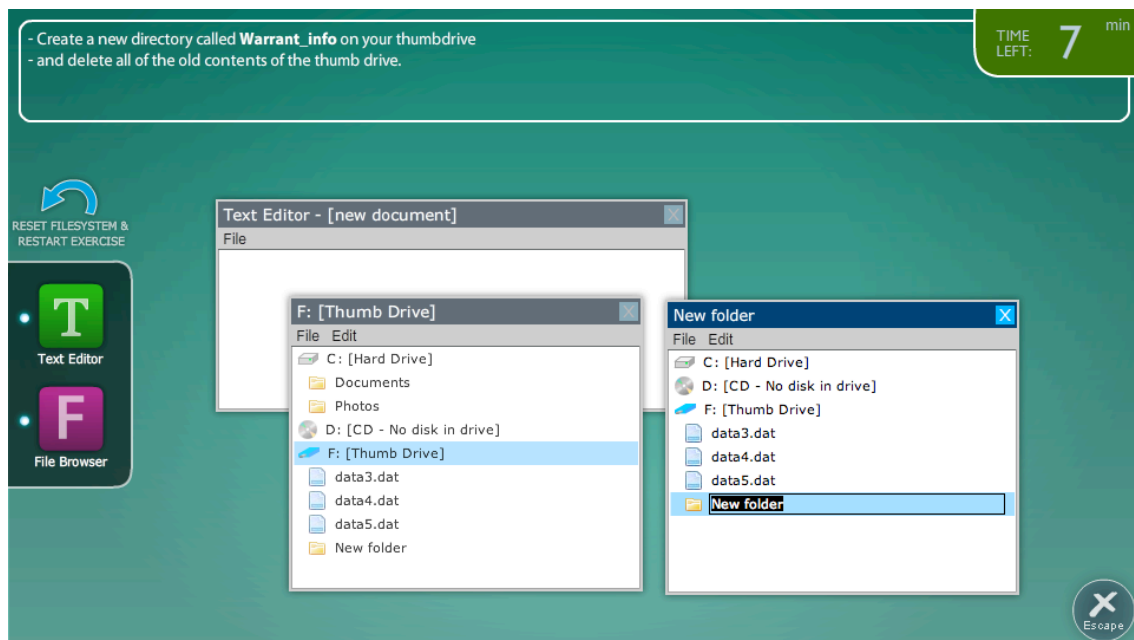 - Create a new directory called Warrant_info on your thumbdrive
- and delete all of the old contents of the thumb drive.
TIME LEFT: 7 min
RESET FILESYSTEM &
RESTART EXERCISE
T
Text Editor
F
File Browser
Text Editor - [new document]
X
File
F: [Thumb Drive]
X
File Edit
C: [Hard Drive]
Documents
Photos
D: [CD - No disk in drive]
F: [Thumb Drive]
data3.dat
data4.dat
data5.dat
New folder
New folder
X
File Edit
C: [Hard Drive]
D: [CD - No disk in drive]
F: [Thumb Drive]
data3.dat
data4.dat
data5.dat
New folder
Escape